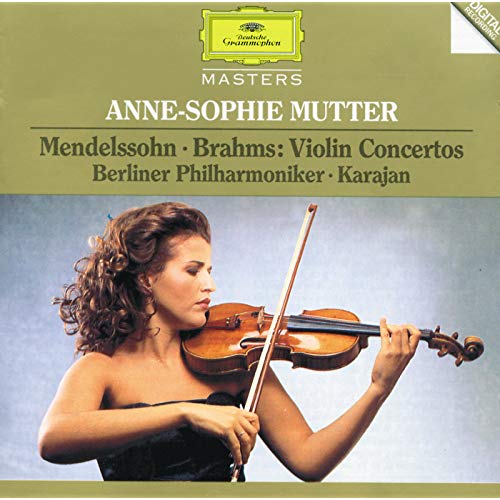 DIGITAL
RECORDING
Deutsche
Grammophon
MASTERS
ANNE-SOPHIE MUTTER
Mendelssohn · Brahms: Violin Concertos
Berliner Philharmoniker · Karajan